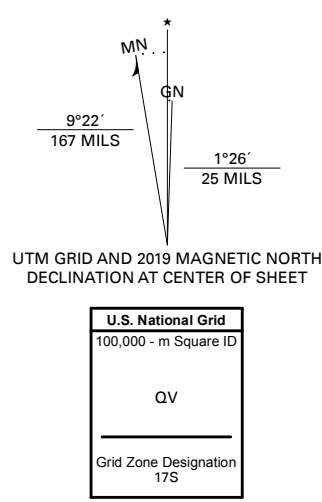 ★
MN
GN
9°22´
167 MILS
1°26´
25 MILS
UTM GRID AND 2019 MAGNETIC NORTH
DECLINATION AT CENTER OF SHEET
U.S. National Grid
100,000 - m Square ID
QV
Grid Zone Designation
17S